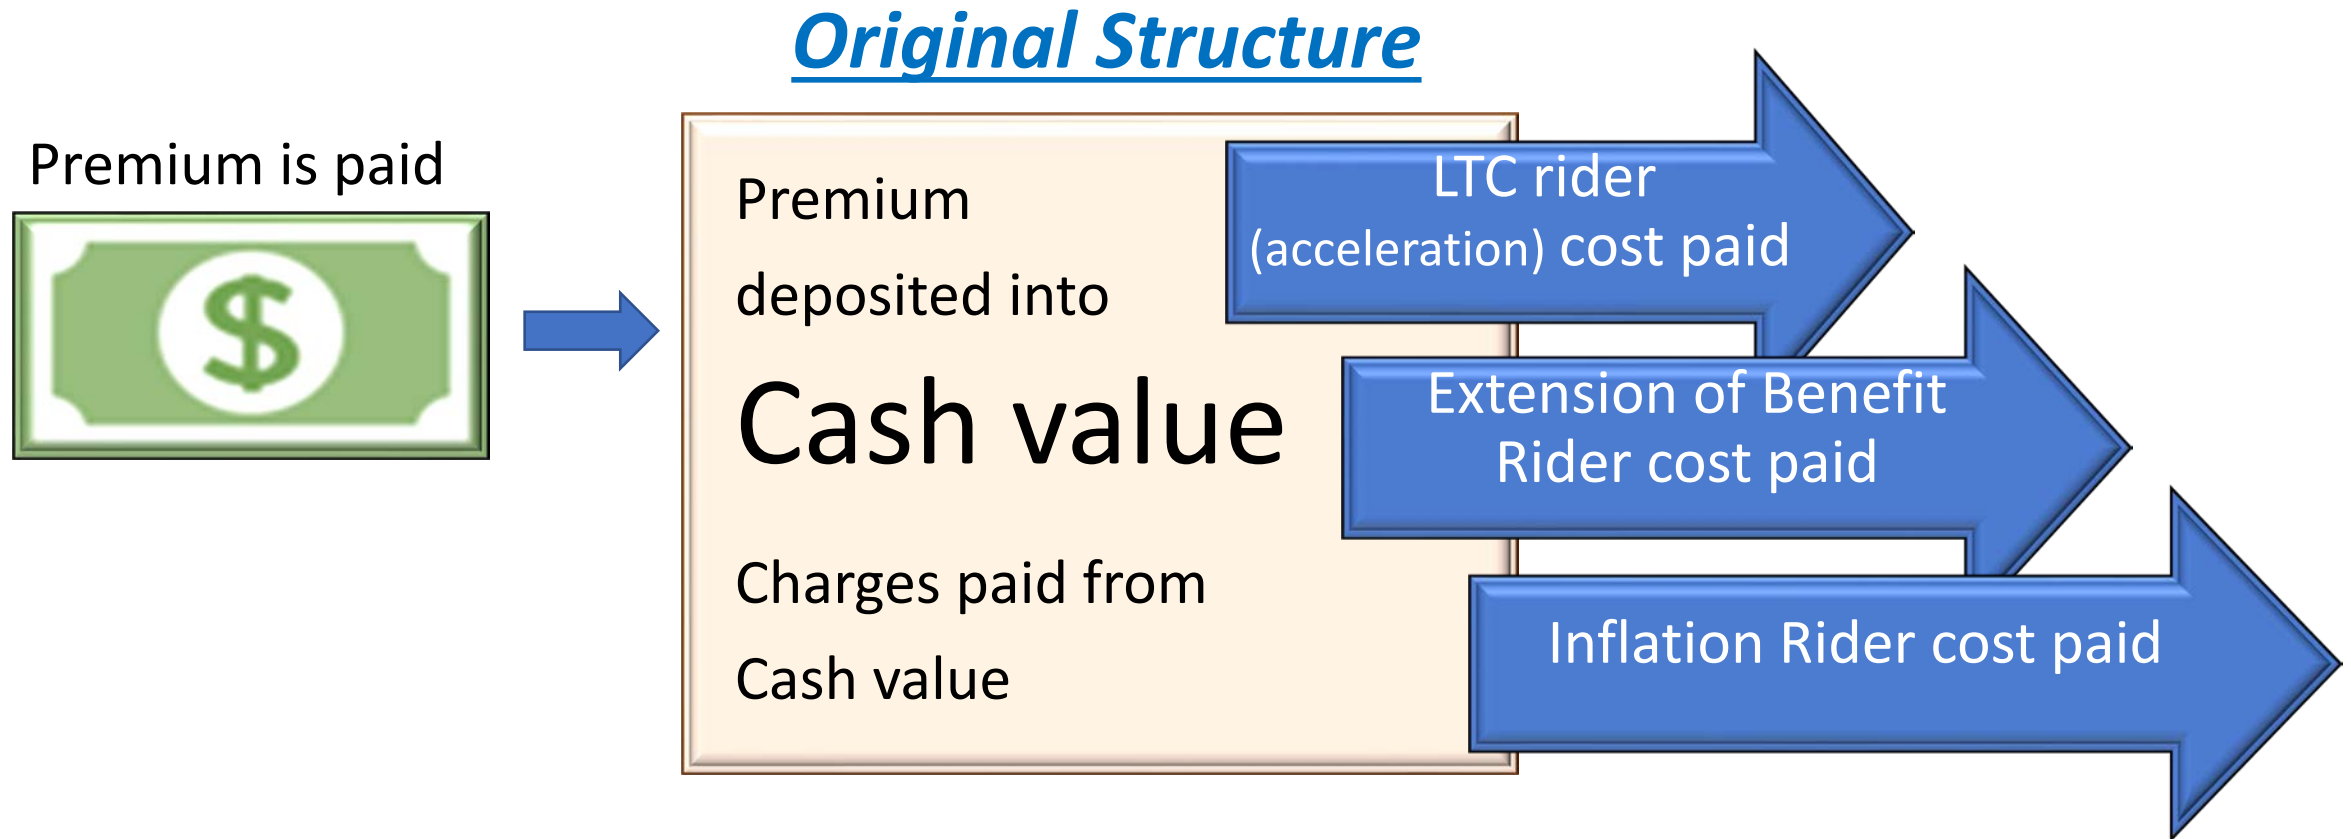 Original Structure
Premium is paid
$
Premium
deposited into
Cash value
Charges paid from
Cash value
LTC rider
(acceleration) cost paid
Extension of Benefit
Rider cost paid
Inflation Rider cost paid